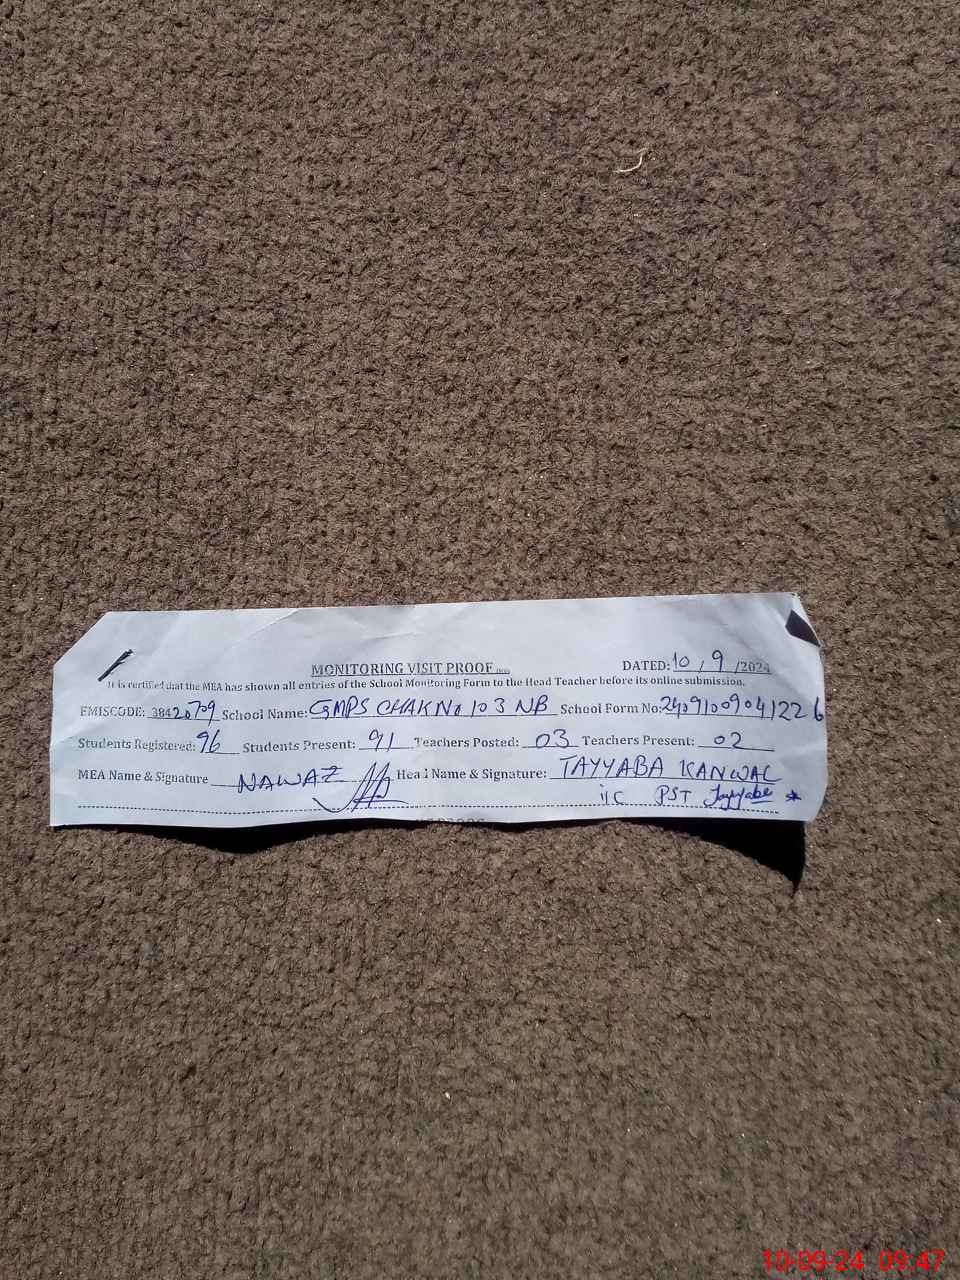 MONITORING VISIT PROOF
DATED: 10 / 9 /2024
It is certified that the MEA has shown all entries of the School Monitoring Form to the Head Teacher before its online submission.
EMISCODE: 38420709 School Name: GMPS CHAK No 103 NB School Form No: 2409100904 12226
Students Registered: 96 Students Present: 91 Teachers Posted: 03 Teachers Present: 02
MEA Name & Signature NAWAZ Head Name & Signature: TAYYABA KANWAL
i/c PST Tayyaba
10-09-24 09:47